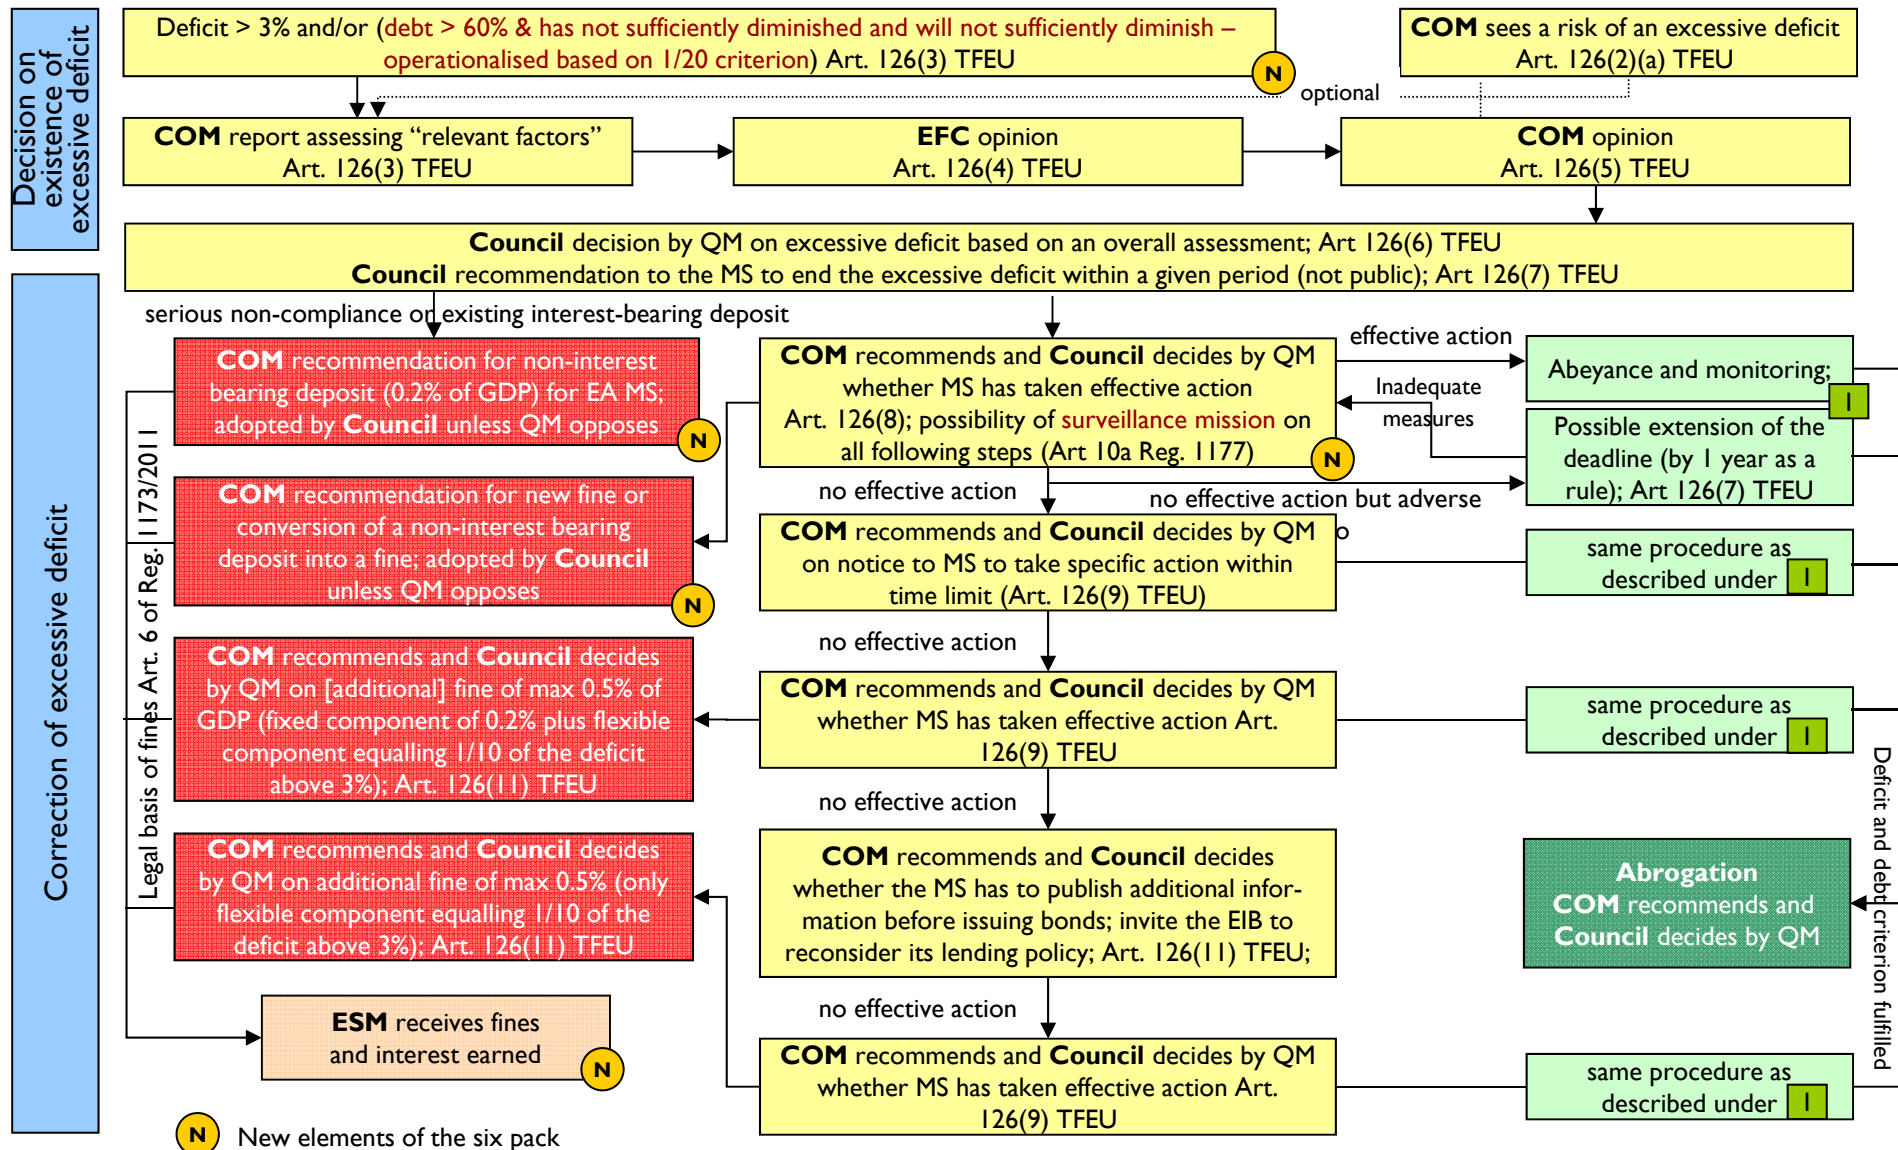 Decision on
existence of
excessive deficit
Deficit > 3% and/or (debt > 60% & has not sufficiently diminished and will not sufficiently diminish –
operationalised based on 1/20 criterion) Art. 126(3) TFEU
N
COM sees a risk of an excessive deficit
Art. 126(2)(a) TFEU
optional
COM report assessing “relevant factors”
Art. 126(3) TFEU
EFC opinion
Art. 126(4) TFEU
COM opinion
Art. 126(5) TFEU
Council decision by QM on excessive deficit based on an overall assessment; Art 126(6) TFEU
Council recommendation to the MS to end the excessive deficit within a given period (not public); Art 126(7) TFEU
Correction of excessive deficit
serious non-compliance or existing interest-bearing deposit
COM recommendation for non-interest
bearing deposit (0.2% of GDP) for EA MS;
adopted by Council unless QM opposes
N
COM recommends and Council decides by QM
whether MS has taken effective action
Art. 126(8); possibility of surveillance mission on
all following steps (Art 10a Reg. 1177)
N
effective action
Inadequate
measures
Abeyance and monitoring;
1
Possible extension of the
deadline (by 1 year as a
rule); Art 126(7) TFEU
no effective action
no effective action but adverse
o
COM recommendation for new fine or
conversion of a non-interest bearing
deposit into a fine; adopted by Council
unless QM opposes
N
COM recommends and Council decides by QM
on notice to MS to take specific action within
time limit (Art. 126(9) TFEU)
same procedure as
described under 1
no effective action
Legal basis of fines Art. 6 of Reg. 1173/2011
COM recommends and Council decides
by QM on [additional] fine of max 0.5% of
GDP (fixed component of 0.2% plus flexible
component equalling 1/10 of the deficit
above 3%); Art. 126(11) TFEU
COM recommends and Council decides by QM
whether MS has taken effective action Art.
126(9) TFEU
same procedure as
described under 1
no effective action
Deficit and debt criterion fulfilled
COM recommends and Council decides
by QM on additional fine of max 0.5% (only
flexible component equalling 1/10 of the
deficit above 3%); Art. 126(11) TFEU
COM recommends and Council decides
whether the MS has to publish additional infor-
mation before issuing bonds; invite the EIB to
reconsider its lending policy; Art. 126(11) TFEU;
Abrogation
COM recommends and
Council decides by QM
no effective action
ESM receives fines
and interest earned
N
COM recommends and Council decides by QM
whether MS has taken effective action Art.
126(9) TFEU
same procedure as
described under 1
N New elements of the six pack